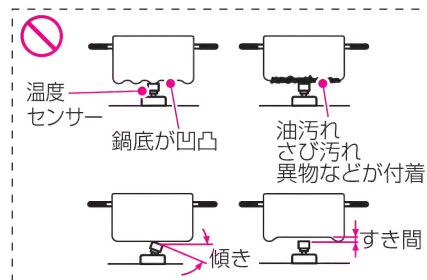 温度
センサー
鍋底が凹凸
油汚れ
さび汚れ
異物などが付着
傾き
すき間